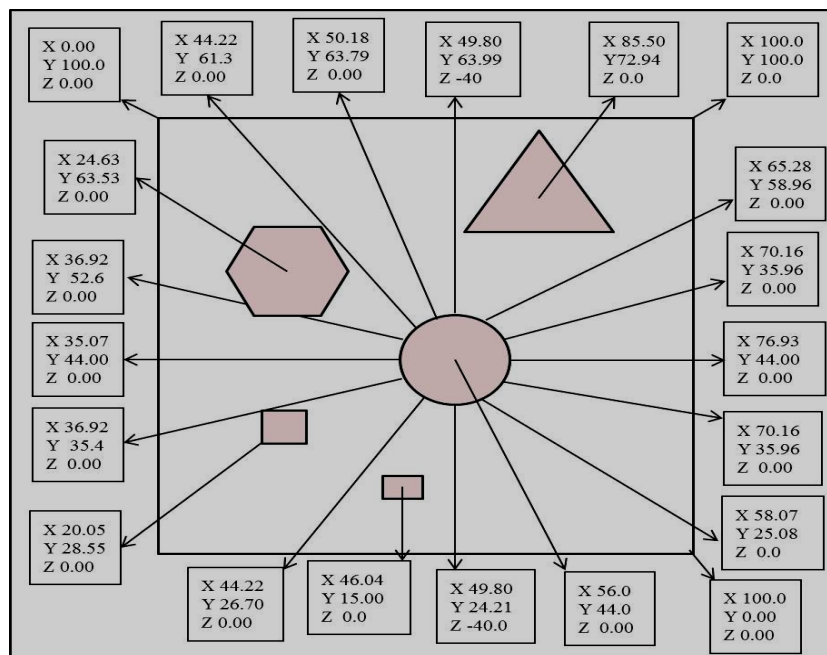 X 0.00
Y 100.0
Z 0.00
X 44.22
Y 61.3
Z 0.00
X 50.18
Y 63.79
Z 0.00
X 49.80
Y 63.99
Z -40
X 85.50
Y72.94
Z 0.0
X 100.0
Y 100.0
Z 0.0
X 24.63
Y 63.53
Z 0.00
X 65.28
Y 58.96
Z 0.00
X 36.92
Y 52.6
Z 0.00
X 70.16
Y 35.96
Z 0.00
X 35.07
Y 44.00
Z 0.00
X 76.93
Y 44.00
Z 0.00
X 36.92
Y 35.4
Z 0.00
X 70.16
Y 35.96
Z 0.00
X 20.05
Y 28.55
Z 0.00
X 58.07
Y 25.08
Z 0.0
X 44.22
Y 26.70
Z 0.00
X 46.04
Y 15.00
Z 0.0
X 49.80
Y 24.21
Z -40.0
X 56.0
Y 44.0
Z 0.00
X 100.0
Y 0.00
Z 0.00